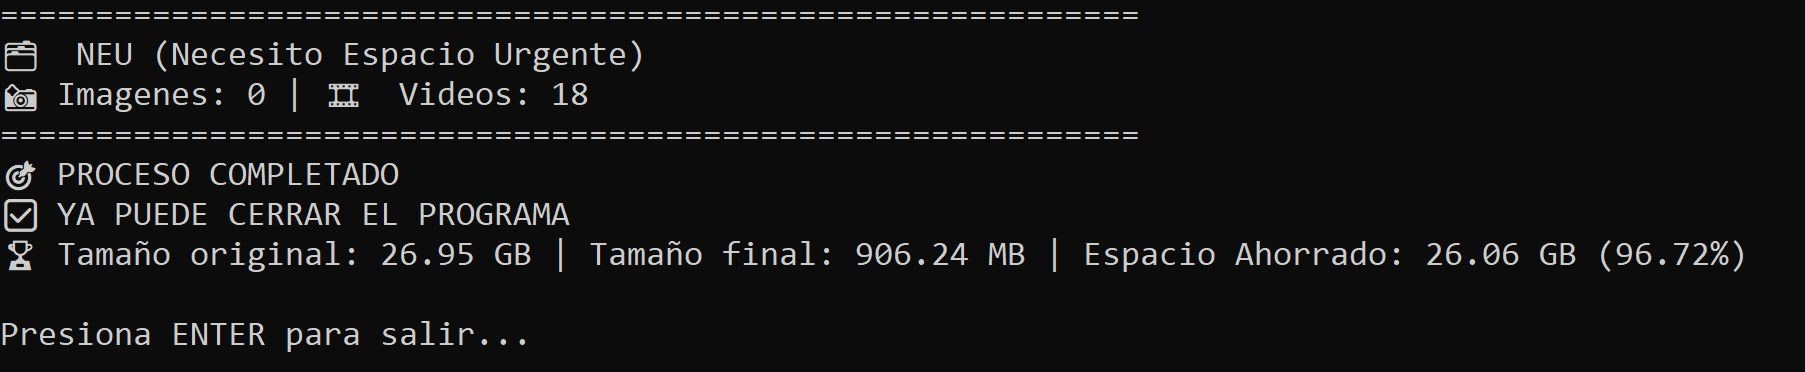 ============================================================
🗂 NEU (Necesito Espacio Urgente)
📸 Imagenes: 0 | 🎞 Videos: 18
============================================================
🎯 PROCESO COMPLETADO
☑ YA PUEDE CERRAR EL PROGRAMA
🏆 Tamaño original: 26.95 GB | Tamaño final: 906.24 MB | Espacio Ahorrado: 26.06 GB (96.72%)
Presiona ENTER para salir...